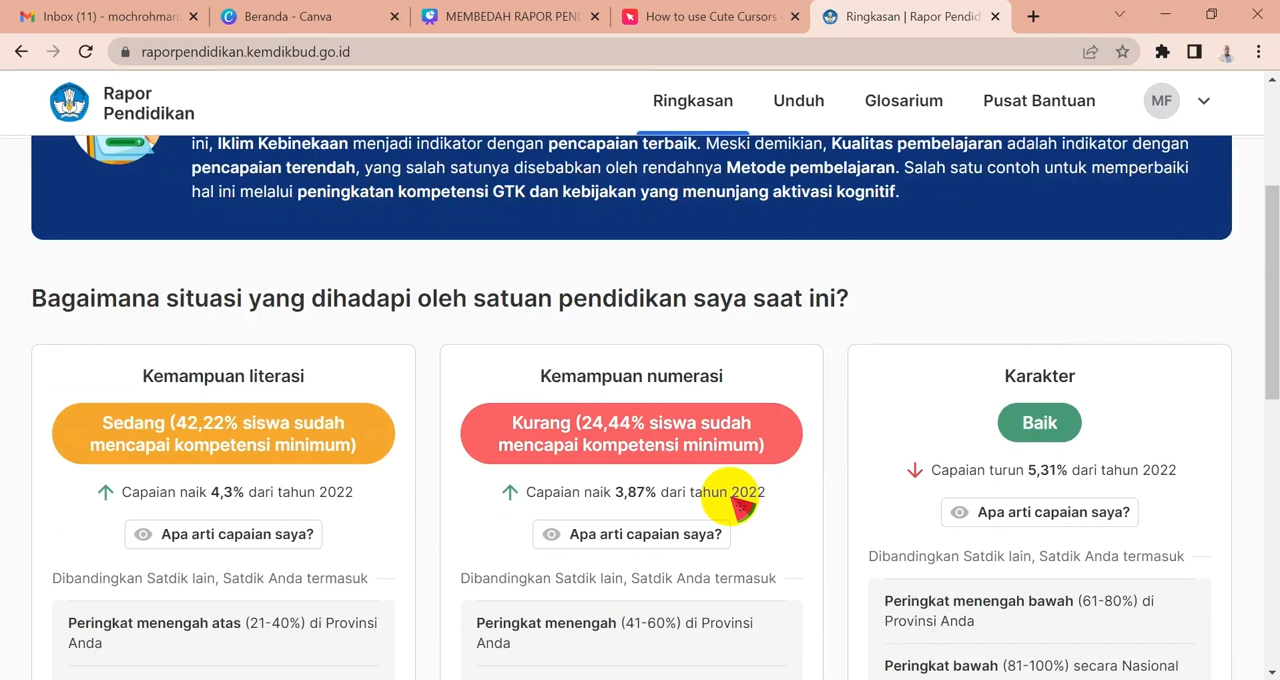 Inbox (11) - mochrohman.
Beranda - Canva
MEMBEDAH RAPOR PEN
How to use Cute Cursors
Ringkasan | Rapor Pendid
raporpendidikan.kemdikbud.go.id
Rapor
Pendidikan
Ringkasan
Unduh
Glosarium
Pusat Bantuan
MF
ini, Iklim Kebinekaan menjadi indikator dengan pencapaian terbaik. Meski demikian, Kualitas pembelajaran adalah indikator dengan
pencapaian terendah, yang salah satunya disebabkan oleh rendahnya Metode pembelajaran. Salah satu contoh untuk memperbaiki
hal ini melalui peningkatan kompetensi GTK dan kebijakan yang menunjang aktivasi kognitif.
Bagaimana situasi yang dihadapi oleh satuan pendidikan saya saat ini?
Kemampuan literasi
Sedang (42,22% siswa sudah
mencapai kompetensi minimum)
Capaian naik 4,3% dari tahun 2022
Apa arti capaian saya?
Dibandingkan Satdik lain, Satdik Anda termasuk
Peringkat menengah atas (21-40%) di Provinsi
Anda
Kemampuan numerasi
Kurang (24,44% siswa sudah
mencapai kompetensi minimum)
Capaian naik 3,87% dari tahun 2022
Apa arti capaian saya?
Dibandingkan Satdik lain, Satdik Anda termasuk
Peringkat menengah (41-60%) di Provinsi
Anda
Karakter
Baik
Capaian turun 5,31% dari tahun 2022
Apa arti capaian saya?
Dibandingkan Satdik lain, Satdik Anda termasuk
Peringkat menengah bawah (61-80%) di
Provinsi Anda
Peringkat bawah (81-100%) secara Nasional